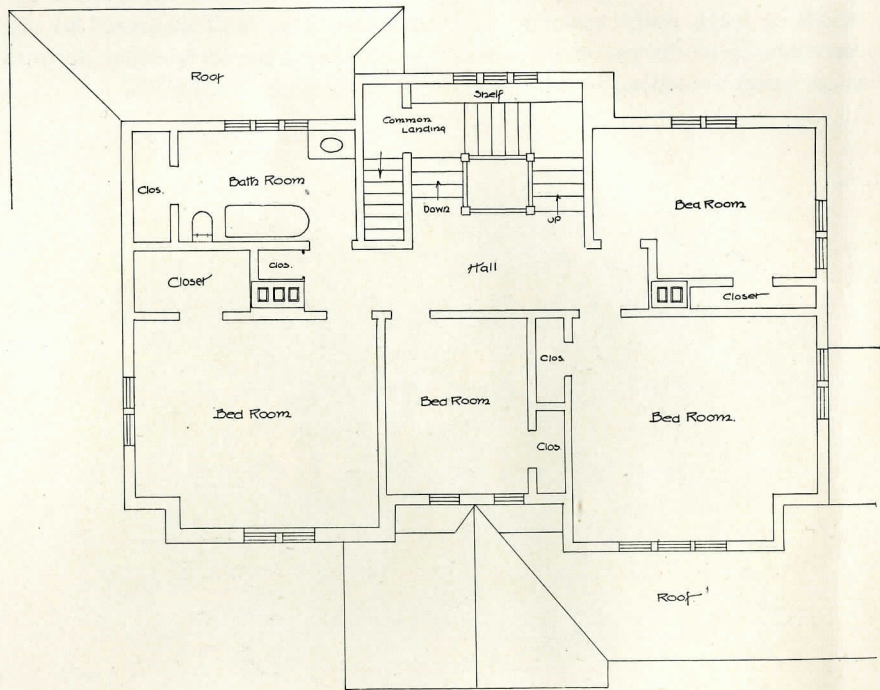 Roof
Shelf
Common
Landing
Clos.
Bath Room
Down
UP
Bed Room
Clos.
Closet
Hall
Closet
Clos.
Bed Room
Bed Room
Bed Room.
Clos
Roof.